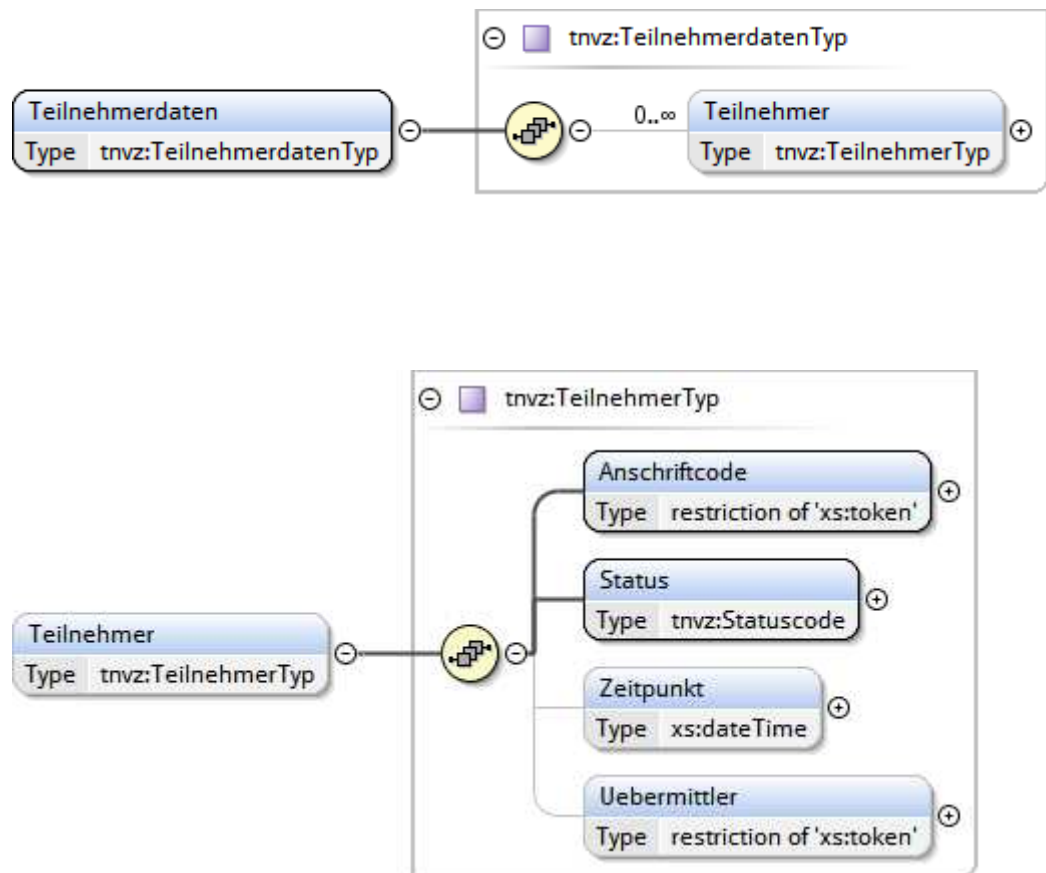 tnvz:TeilnehmerdatenTyp
Teilnehmerdaten
Type tnvz:TeilnehmerdatenTyp
0..∞
Teilnehmer
Type tnvz:TeilnehmerTyp
tnvz:TeilnehmerTyp
Anschriftcode
Type restriction of 'xs:token'
Status
Type tnvz:Statuscode
Teilnehmer
Type tnvz:TeilnehmerTyp
Zeitpunkt
Type xs:dateTime
Uebermittler
Type restriction of 'xs:token'